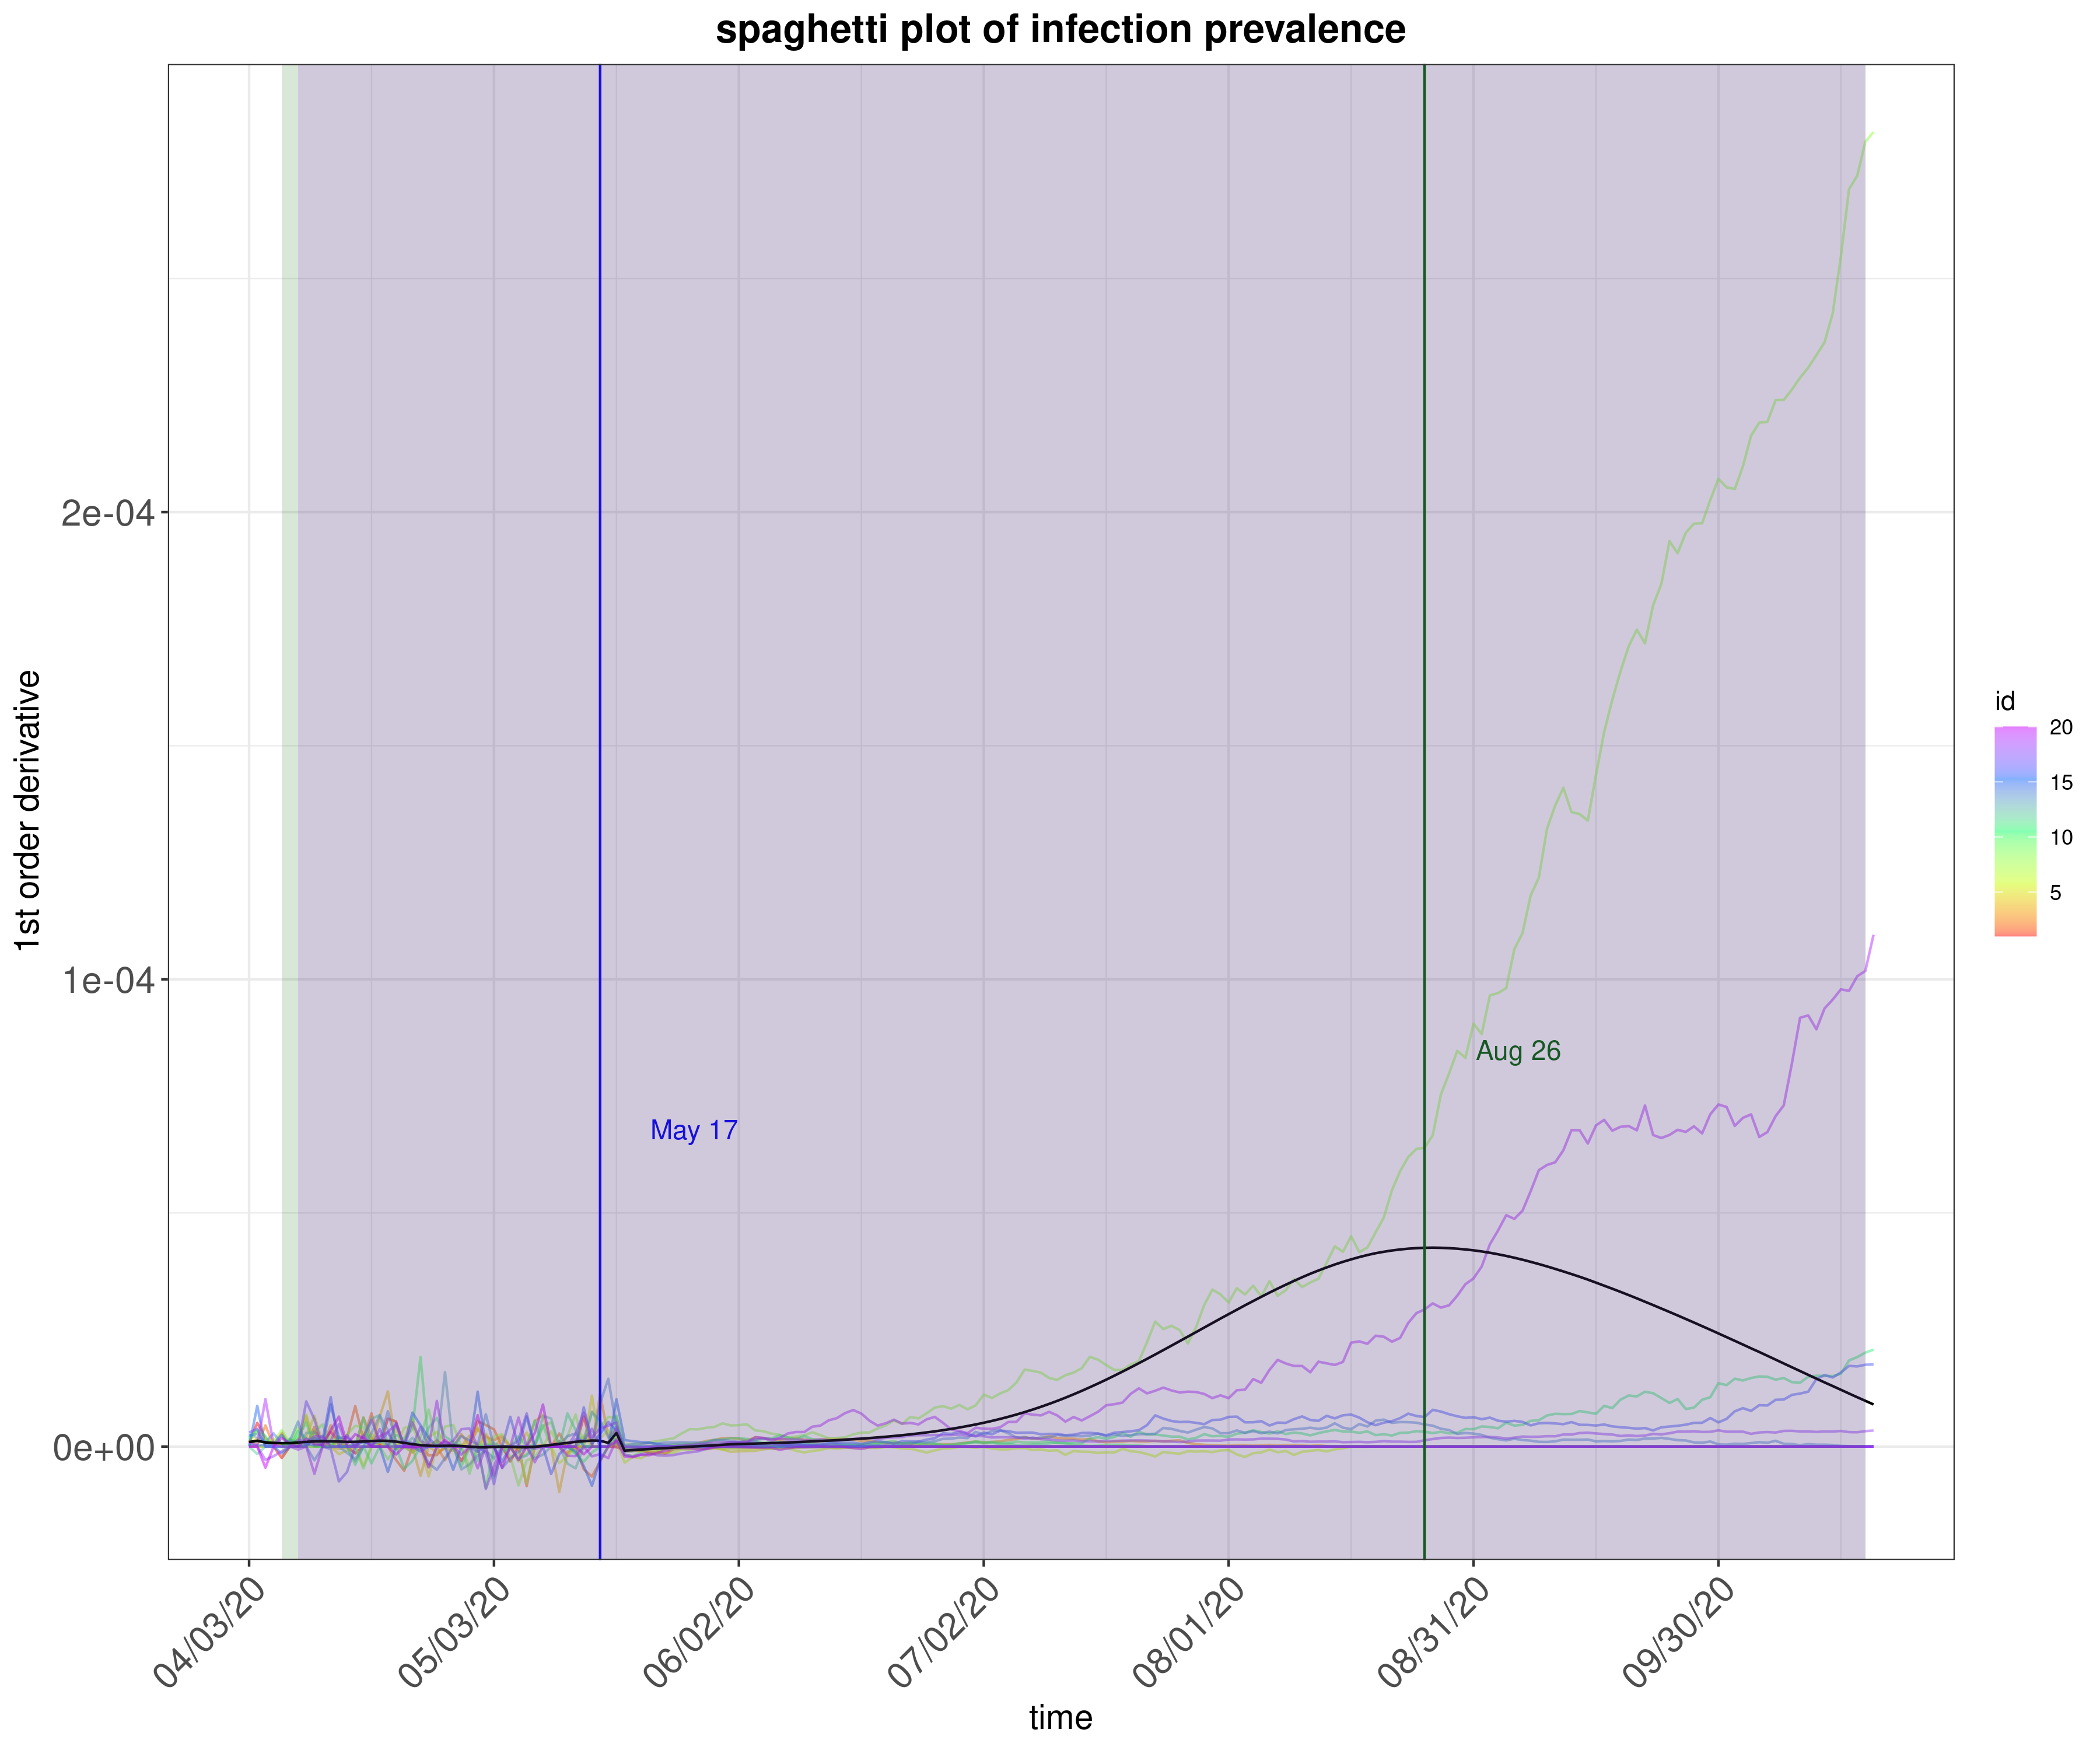 spaghetti plot of infection prevalence
1st order derivative
2e-04
1e-04
0e+00
May 17
Aug 26
id
20
15
10
5
04/03/20
05/03/20
06/02/20
07/02/20
08/01/20
08/31/20
09/30/20
time